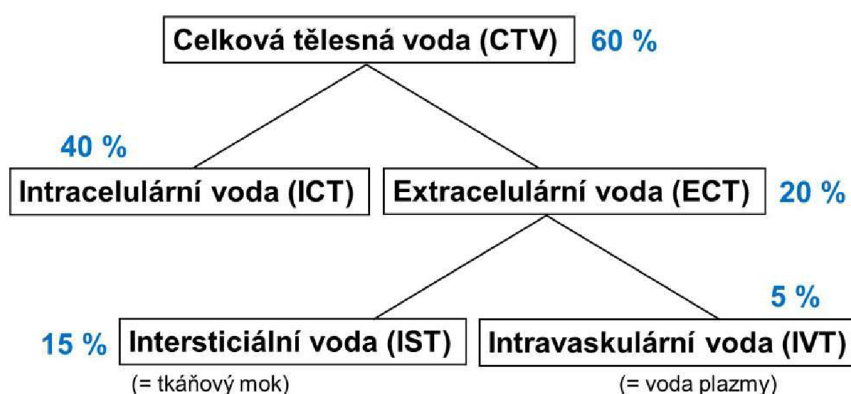 Celková tělesná voda (CTV) 60 %
40 %
Intracelulární voda (ICT) Extracelulární voda (ECT) 20 %
5 %
15 % Intersticiální voda (IST) Intravaskulární voda (IVT)
(= tkáňový mok) (= voda plazmy)